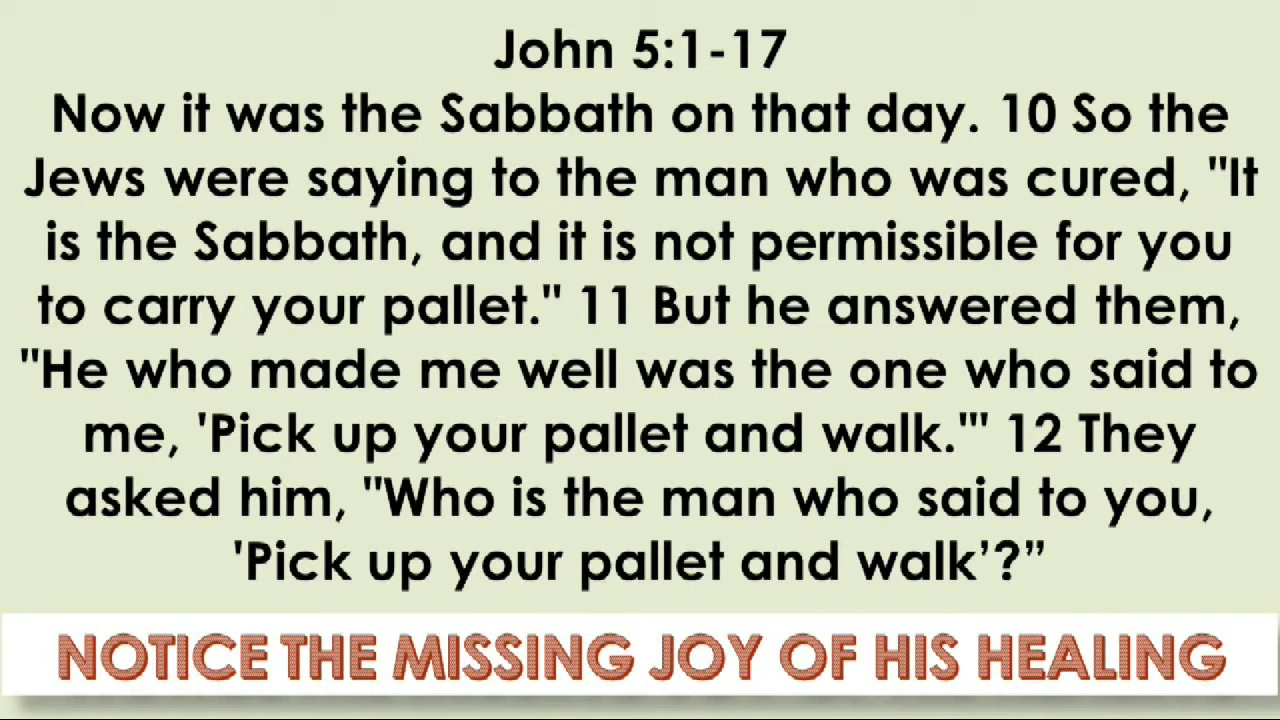 John 5:1-17
Now it was the Sabbath on that day. 10 So the
Jews were saying to the man who was cured, "It
is the Sabbath, and it is not permissible for you
to carry your pallet." 11 But he answered them,
"He who made me well was the one who said to
me, 'Pick up your pallet and walk.'" 12 They
asked him, "Who is the man who said to you,
'Pick up your pallet and walk’?”
NOTICE THE MISSING JOY OF HIS HEALING